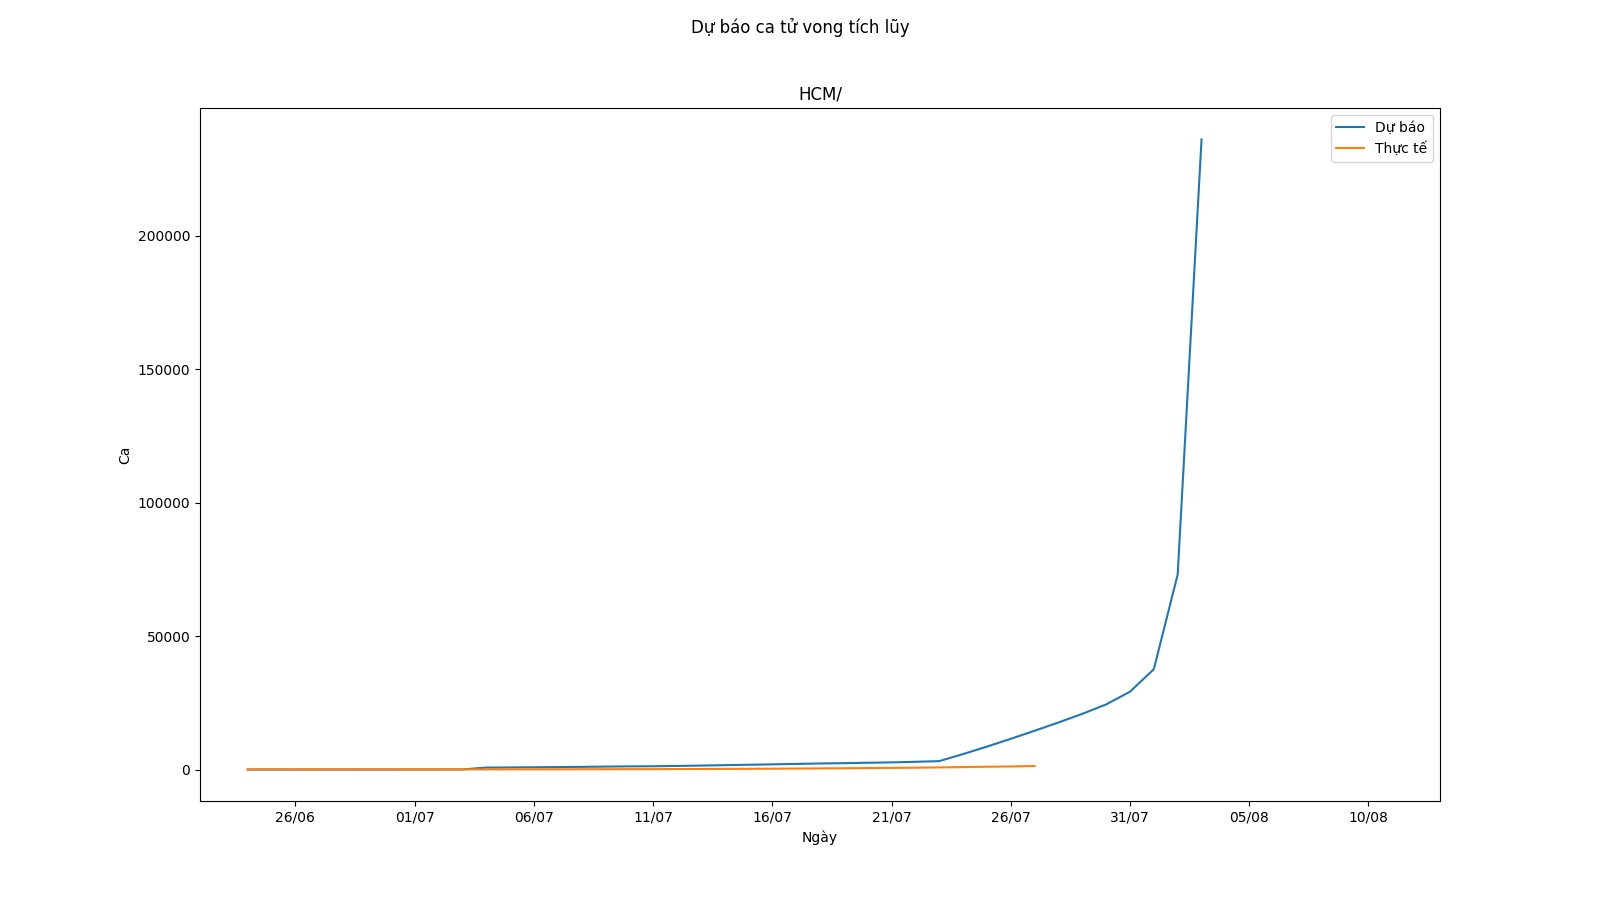 Dự báo ca tử vong tích lũy
HCM/
Dự báo
Thực tế
200000
150000
100000
50000
0
Ca
26/06
01/07
06/07
11/07
16/07
21/07
26/07
31/07
05/08
10/08
Ngày